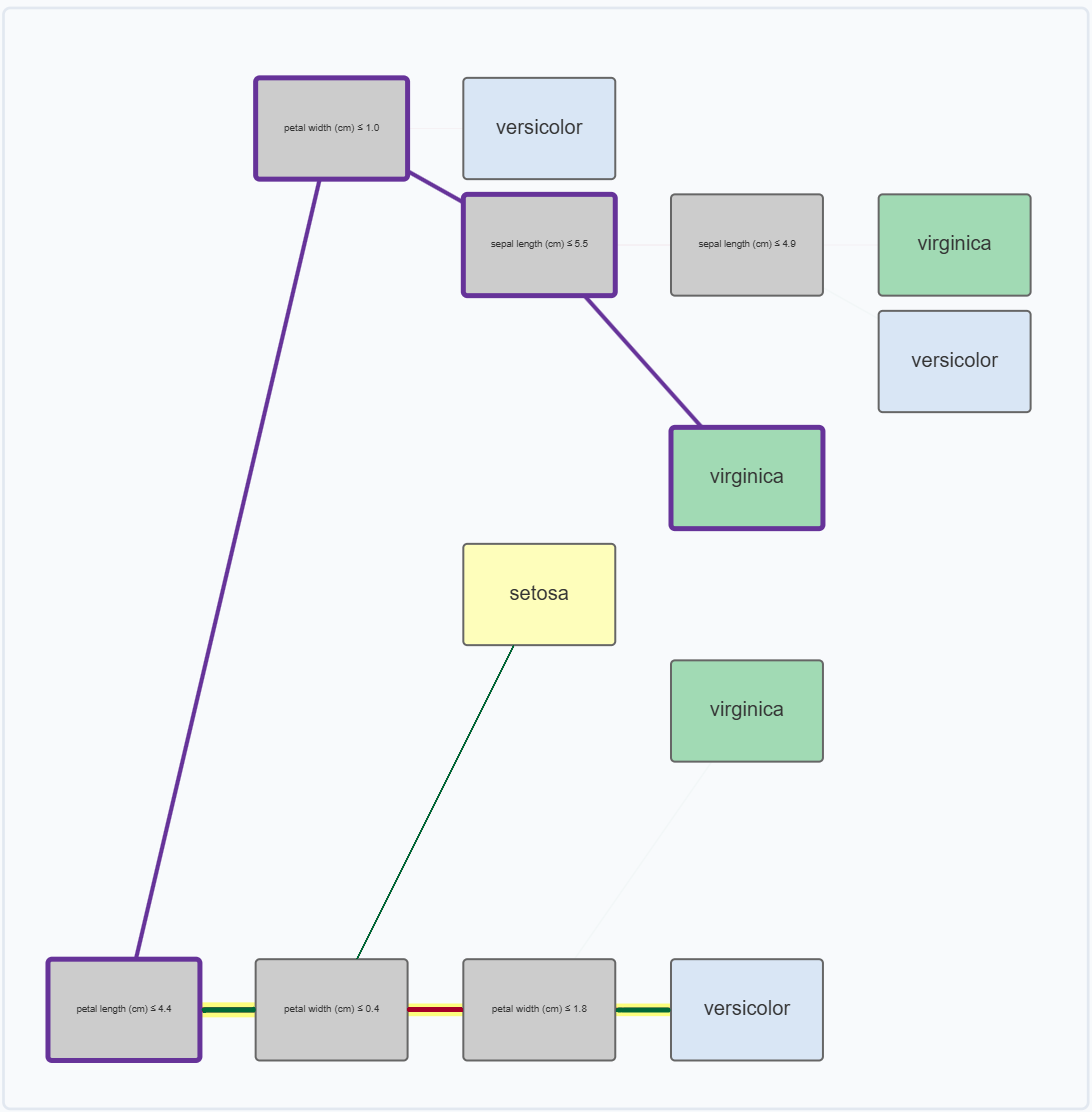 petal width (cm) ≤ 1.0
versicolor
sepal length (cm) ≤ 5.5
sepal length (cm) ≤ 4.9
virginica
versicolor
virginica
setosa
virginica
petal length (cm) ≤ 4.4
petal width (cm) ≤ 0.4
petal width (cm) ≤ 1.8
versicolor